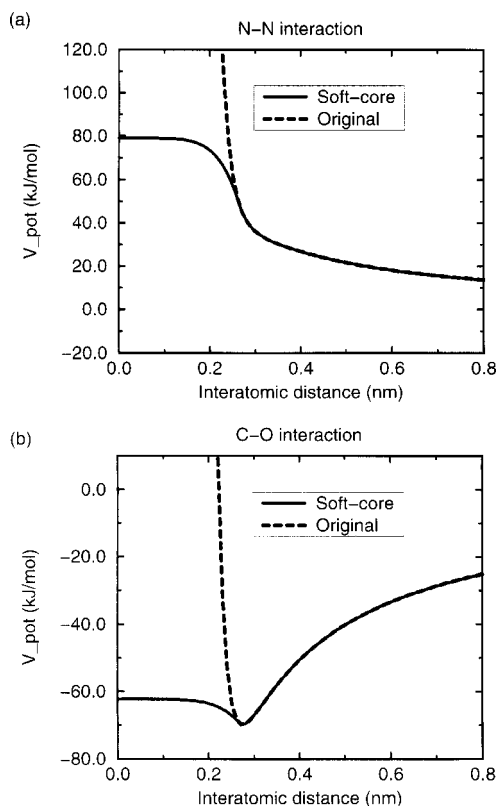 (a)
N−N interaction
120.0
100.0
80.0
60.0
40.0
20.0
0.0
−20.0
V_pot (kJ/mol)
Soft−core
Original
0.0 0.2 0.4 0.6 0.8
Interatomic distance (nm)
(b)
C−O interaction
0.0
−20.0
−40.0
−60.0
−80.0
V_pot (kJ/mol)
Soft−core
Original
0.0 0.2 0.4 0.6 0.8
Interatomic distance (nm)